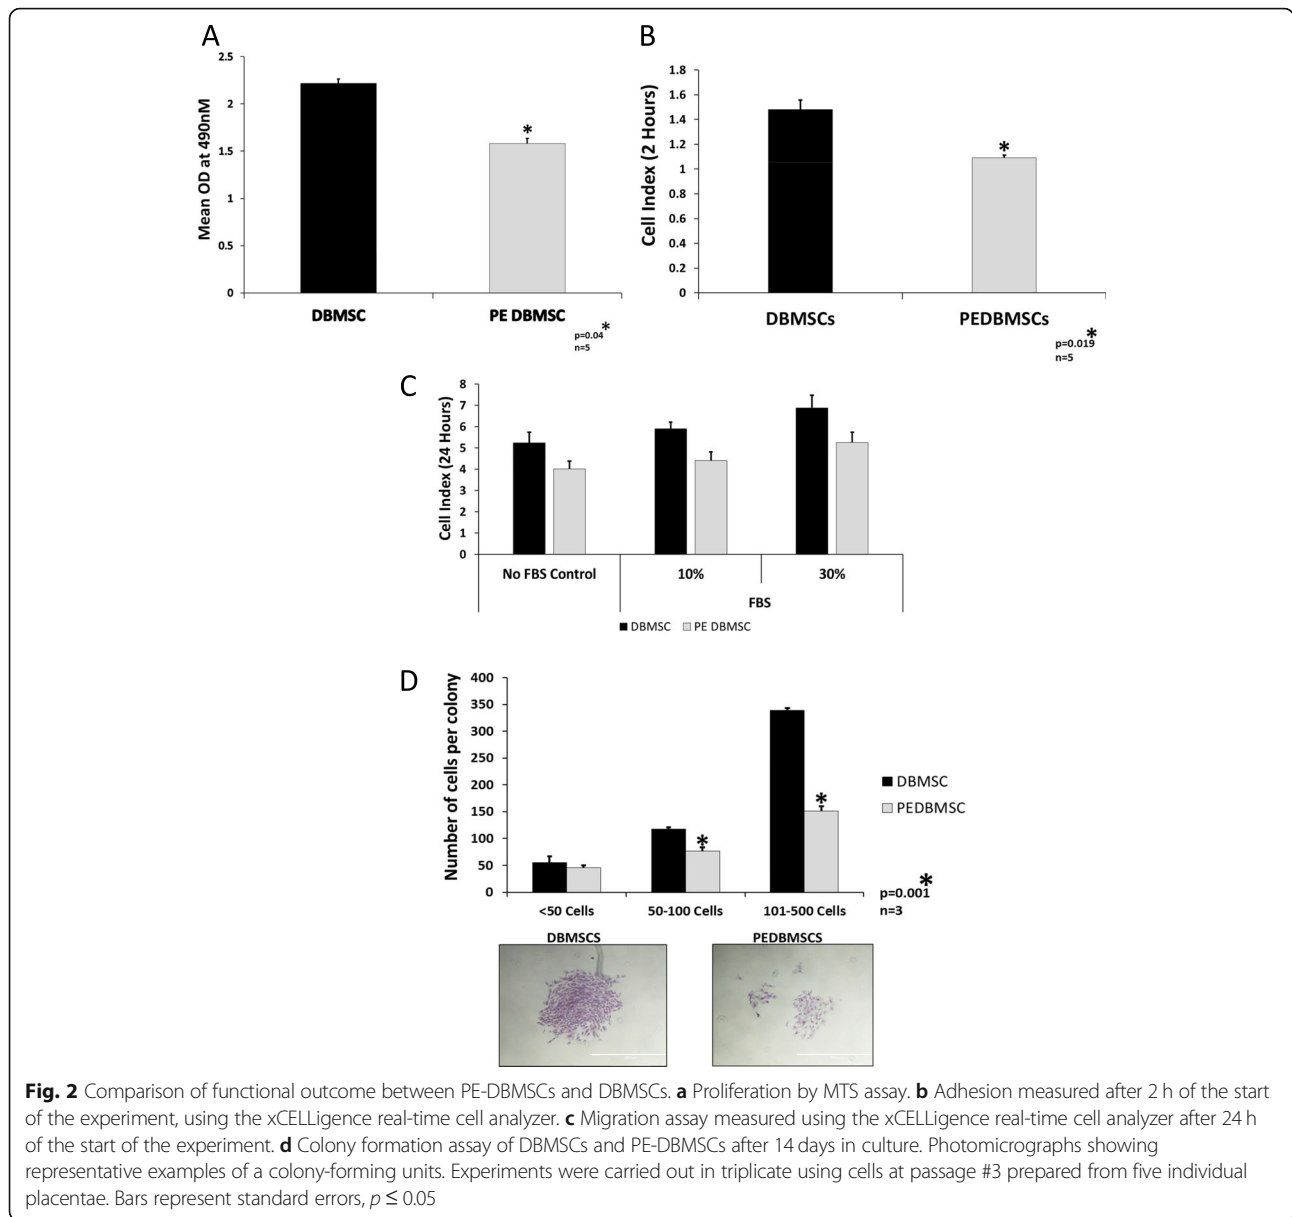 A
2.5
2
1.5
1
0.5
0
Mean OD at 490nM
*
DBMSC
PE DBMSC
p=0.04*
n=5
B
1.8
1.6
1.4
1.2
1
0.8
0.6
0.4
0.2
0
Cell Index (2 Hours)
*
DBMSCs
PEDBMSCs
p=0.019*
n=5
C
8
7
6
5
4
3
2
1
0
Cell Index (24 Hours)
No FBS Control
10%
30%
FBS
DBMSC
PE DBMSC
D
400
350
300
250
200
150
100
50
0
Number of cells per colony
*
*
<50 Cells
50-100 Cells
101-500 Cells
DBMSC
PEDBMSC
p=0.001*
n=3
DBMSCS
PEDBMSCS
Fig. 2 Comparison of functional outcome between PE-DBMSCs and DBMSCs. a Proliferation by MTS assay. b Adhesion measured after 2 h of the start
of the experiment, using the xCELLigence real-time cell analyzer. c Migration assay measured using the xCELLigence real-time cell analyzer after 24 h
of the start of the experiment. d Colony formation assay of DBMSCs and PE-DBMSCs after 14 days in culture. Photomicrographs showing
representative examples of a colony-forming units. Experiments were carried out in triplicate using cells at passage #3 prepared from five individual
placentae. Bars represent standard errors, p ≤ 0.05